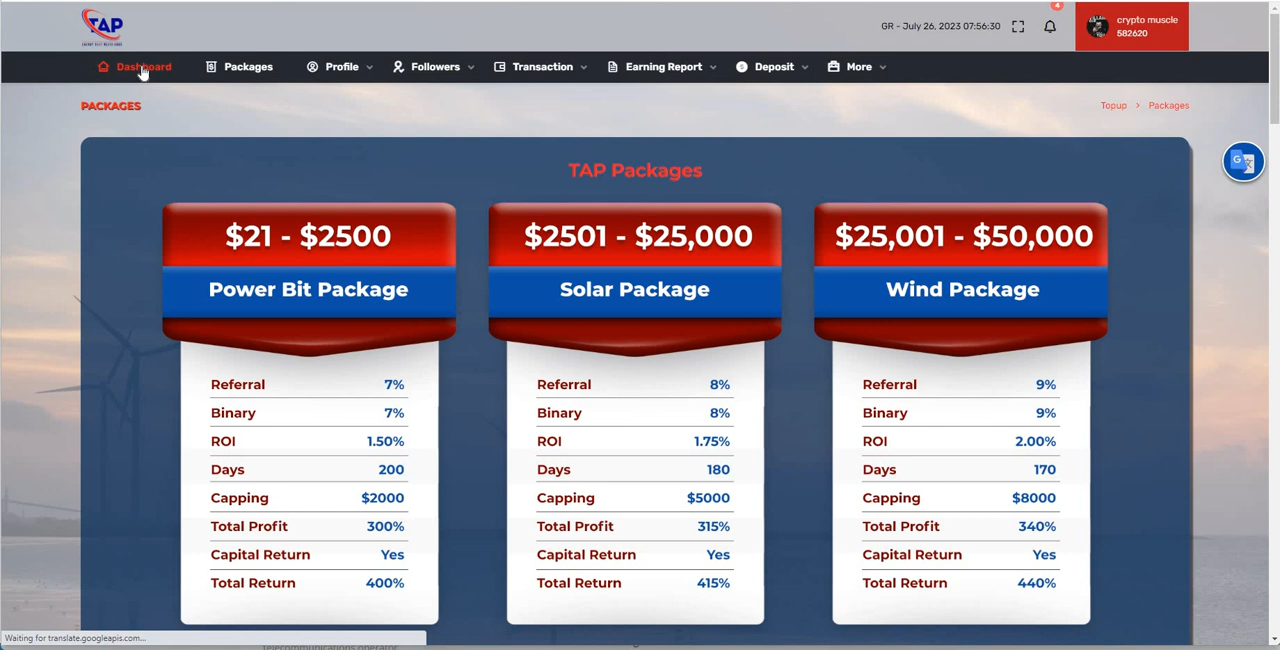 TAP
GR - July 26, 2023 07:56:30
4
crypto muscle
582620
Dashboard
Packages
Profile
Followers
Transaction
Earning Report
Deposit
More
PACKAGES
Topup > Packages
TAP Packages
$21 - $2500
Power Bit Package
Referral 7%
Binary 7%
ROI 1.50%
Days 200
Capping $2000
Total Profit 300%
Capital Return Yes
Total Return 400%
$2501 - $25,000
Solar Package
Referral 8%
Binary 8%
ROI 1.75%
Days 180
Capping $5000
Total Profit 315%
Capital Return Yes
Total Return 415%
$25,001 - $50,000
Wind Package
Referral 9%
Binary 9%
ROI 2.00%
Days 170
Capping $8000
Total Profit 340%
Capital Return Yes
Total Return 440%
Waiting for translate.googleapis.com...